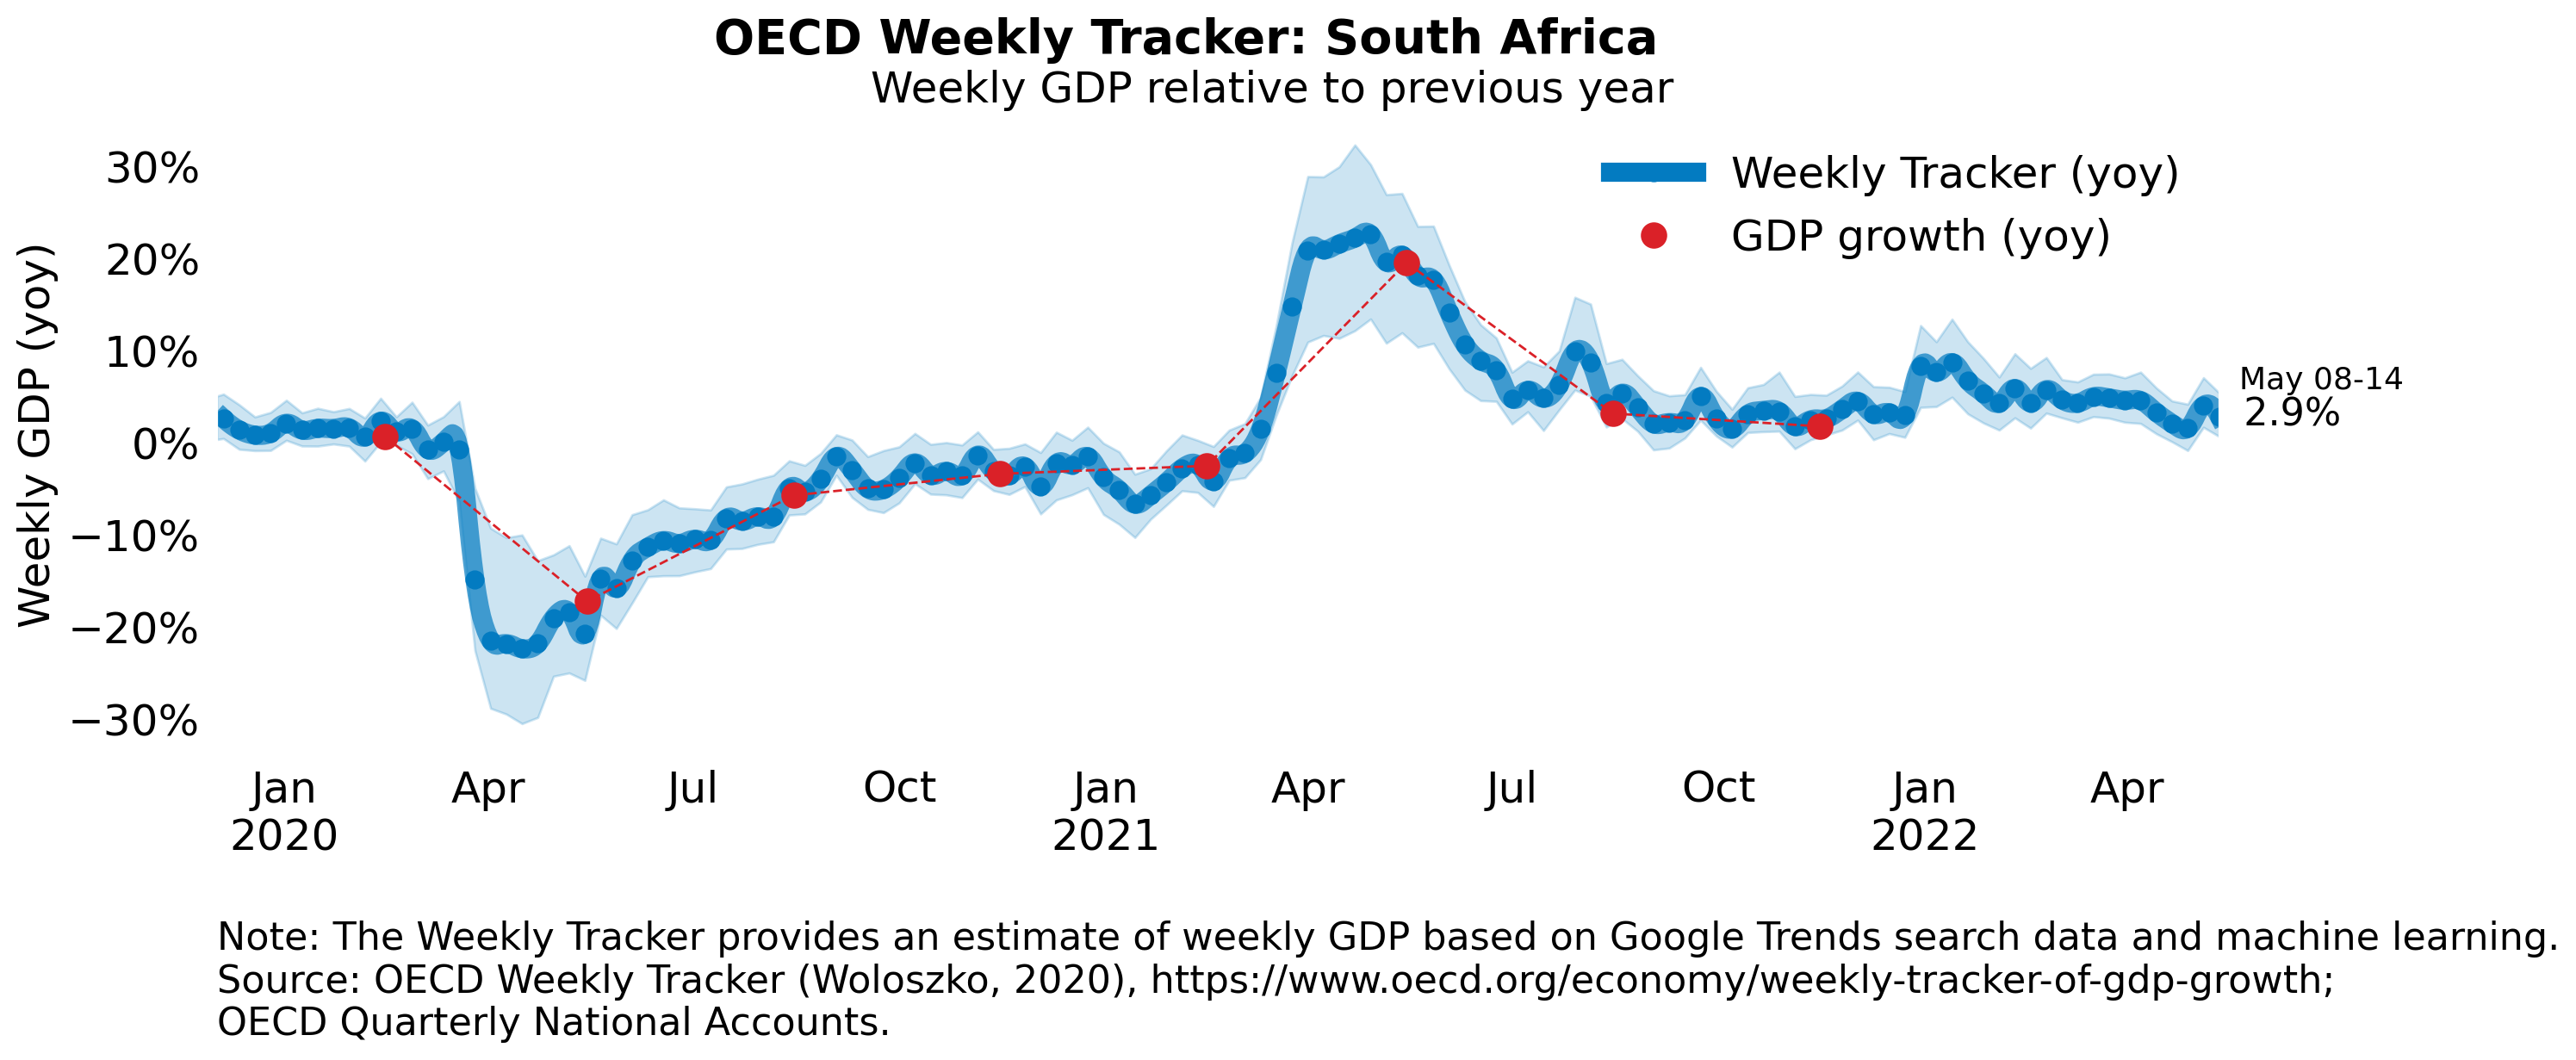 OECD Weekly Tracker: South Africa
Weekly GDP relative to previous year
Weekly GDP (yoy)
30%
20%
10%
0%
−10%
−20%
−30%
Weekly Tracker (yoy)
GDP growth (yoy)
May 08-14
2.9%
Jan Apr Jul Oct Jan Apr Jul Oct Jan Apr
2020 2021 2022
Note: The Weekly Tracker provides an estimate of weekly GDP based on Google Trends search data and machine learning.
Source: OECD Weekly Tracker (Woloszko, 2020), https://www.oecd.org/economy/weekly-tracker-of-gdp-growth;
OECD Quarterly National Accounts.